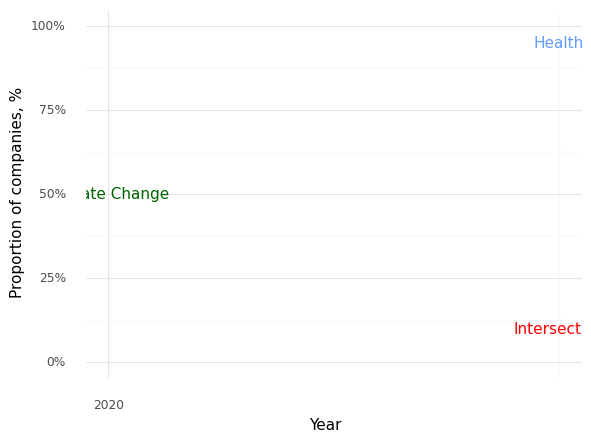 100%
Health
75%
Proportion of companies, %
50%
ate Change
25%
Intersect
0%
2020
Year